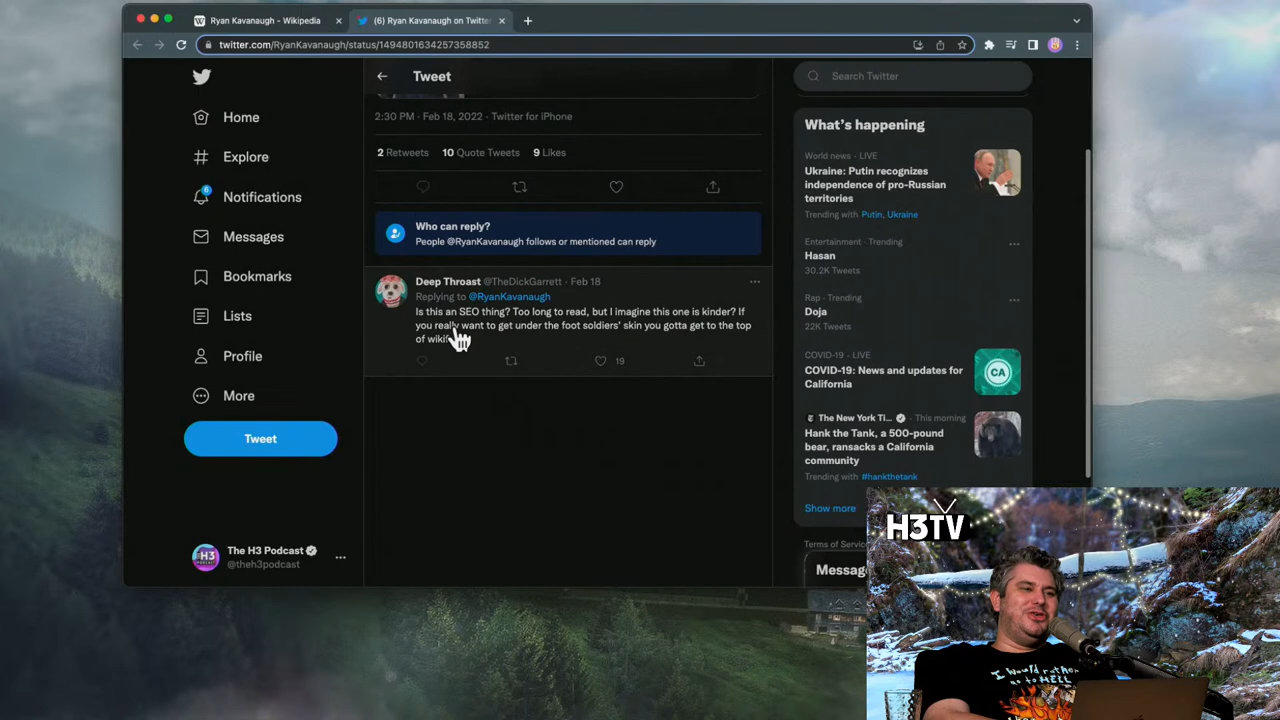 Ryan Kavanaugh - Wikipedia
(6) Ryan Kavanaugh on Twitte
twitter.com/RyanKavanaugh/status/1494801634257358852
Home
Explore
6
Notifications
Messages
Bookmarks
Lists
Profile
More
Tweet
The H3 Podcast
@theh3podcast
Tweet
2:30 PM · Feb 18, 2022 · Twitter for iPhone
2 Retweets 10 Quote Tweets 9 Likes
Who can reply?
People @RyanKavanaugh follows or mentioned can reply
Deep Throast @TheDickGarrett · Feb 18
Replying to @RyanKavanaugh
Is this an SEO thing? Too long to read, but I imagine this one is kinder? If
you really want to get under the foot soldiers' skin you gotta get to the top
of
19
Search Twitter
What's happening
World news · LIVE
Ukraine: Putin recognizes
independence of pro-Russian
territories
Trending with Putin, Ukraine
Entertainment · Trending
Hasan
30.2K Tweets
Rap · Trending
Doja
22K Tweets
COVID-19 · LIVE
COVID-19: News and updates for
California
CA
The New York Ti... · This morning
Hank the Tank, a 500-pound
bear, ransacks a California
community
Trending with #hankthetank
Show more
Terms of Servic
Messag
H3TV
I would rather
go to HELL